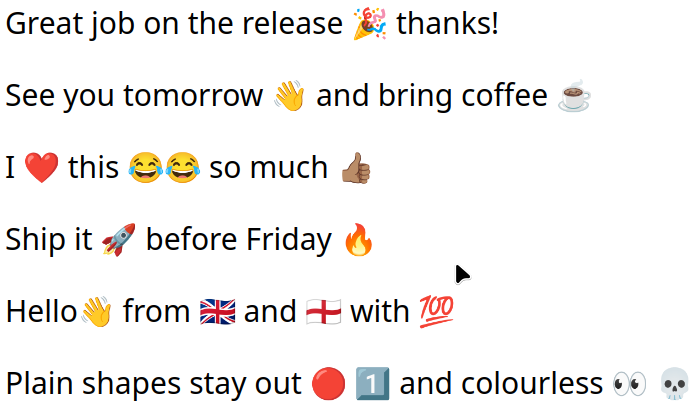 Great job on the release 🎉 thanks!
See you tomorrow 👋 and bring coffee ☕
I ❤️ this 😂😂 so much 👍🏽
Ship it 🚀 before Friday 🔥
Hello👋 from 🇬🇧 and 🏴󠁧󠁢󠁥󠁮󠁧󠁿 with 💯
Plain shapes stay out 🔴 1️⃣ and colourless 👀 💀